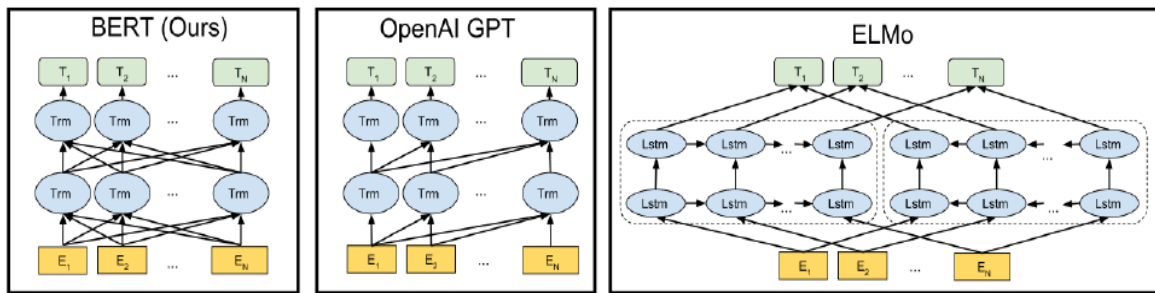 BERT (Ours)
T1 T2 ... TN
Trm Trm ... Trm
Trm Trm ... Trm
E1 E2 ... EN
OpenAI GPT
T1 T2 ... TN
Trm Trm ... Trm
Trm Trm ... Trm
E1 E2 ... EN
ELMo
T1 T2 ... TN
Lstm Lstm ... Lstm Lstm Lstm ... Lstm
Lstm Lstm ... Lstm Lstm Lstm ... Lstm
E1 E2 ... EN